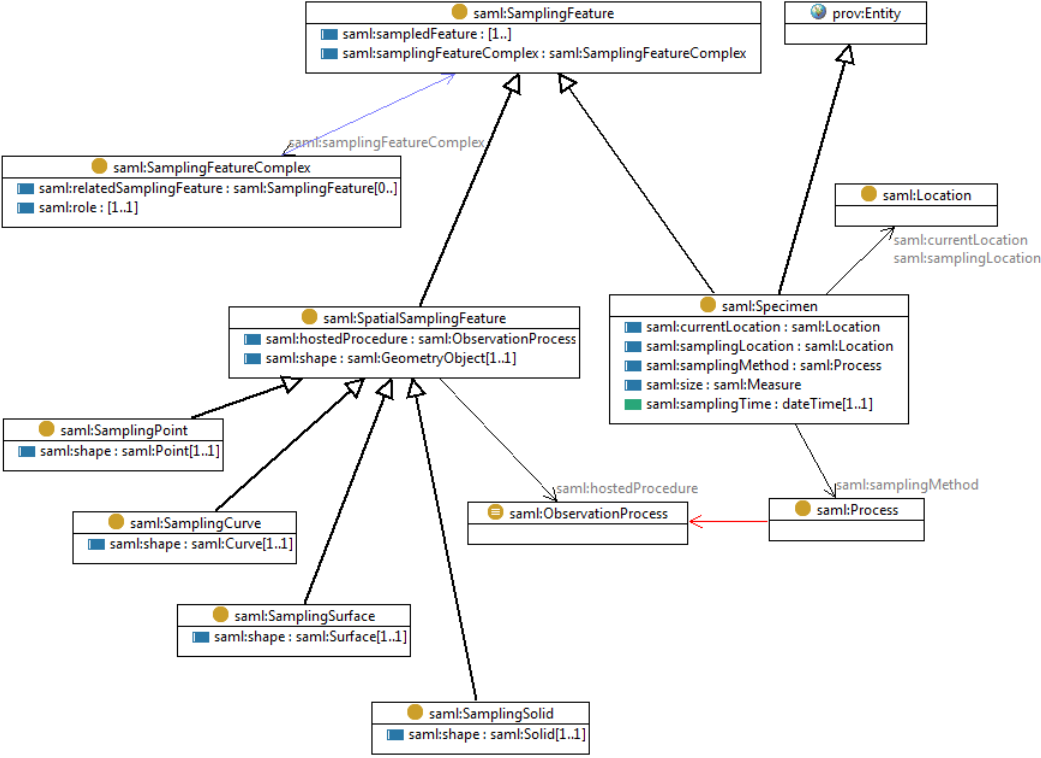 saml:SamplingFeature
saml:sampledFeature : [1..]
saml:samplingFeatureComplex : saml:SamplingFeatureComplex
prov:Entity
saml:samplingFeatureComplex
saml:SamplingFeatureComplex
saml:relatedSamplingFeature : saml:SamplingFeature[0..]
saml:role : [1..1]
saml:Location
saml:currentLocation
saml:samplingLocation
saml:SpatialSamplingFeature
saml:hostedProcedure : saml:ObservationProcess
saml:shape : saml:GeometryObject[1..1]
saml:Specimen
saml:currentLocation : saml:Location
saml:samplingLocation : saml:Location
saml:samplingMethod : saml:Process
saml:size : saml:Measure
saml:samplingTime : dateTime[1..1]
saml:SamplingPoint
saml:shape : saml:Point[1..1]
saml:hostedProcedure
saml:samplingMethod
saml:ObservationProcess
saml:Process
saml:SamplingCurve
saml:shape : saml:Curve[1..1]
saml:SamplingSurface
saml:shape : saml:Surface[1..1]
saml:SamplingSolid
saml:shape : saml:Solid[1..1]